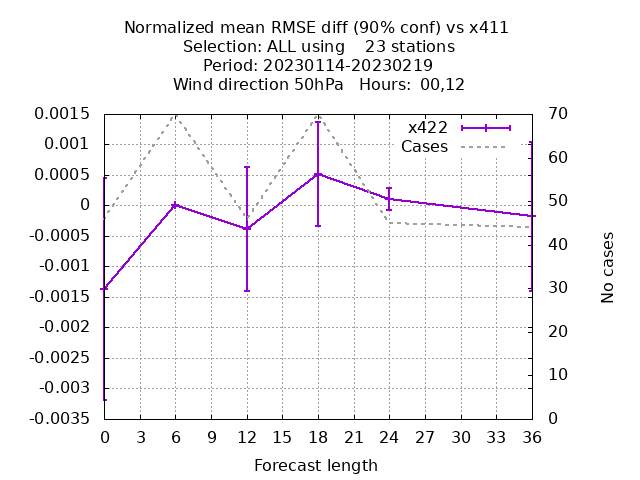 Normalized mean RMSE diff (90% conf) vs x411
Selection: ALL using    23 stations
Period: 20230114-20230219
Wind direction 50hPa   Hours:  00,12
x422
Cases
0.0015
0.001
0.0005
0
-0.0005
-0.001
-0.0015
-0.002
-0.0025
-0.003
-0.0035
70
60
50
40
30
20
10
0
No cases
0 3 6 9 12 15 18 21 24 27 30 33 36
Forecast length